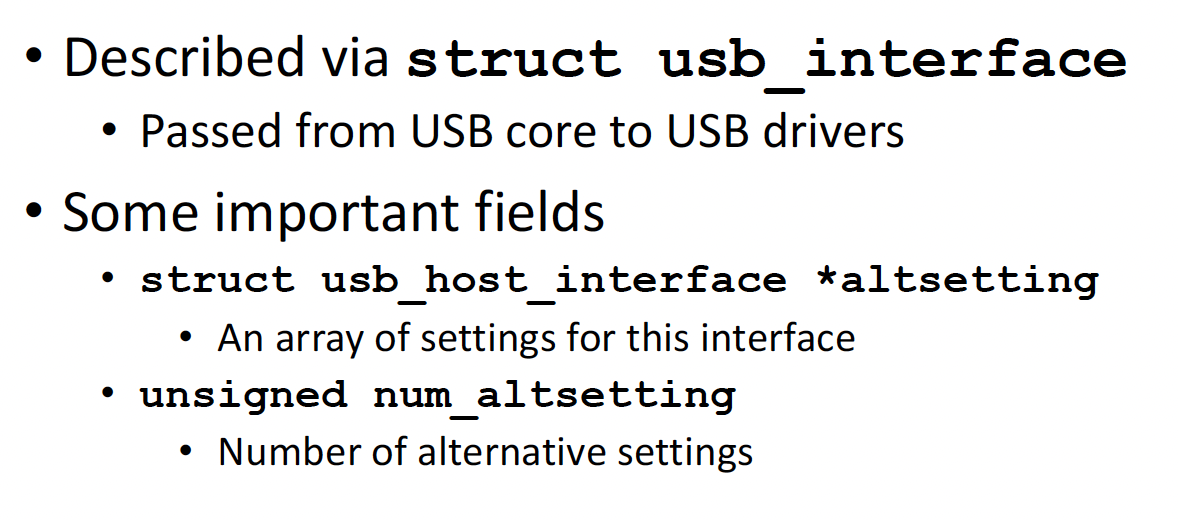 • Described via struct usb_interface
• Passed from USB core to USB drivers
• Some important fields
• struct usb_host_interface *altsetting
• An array of settings for this interface
• unsigned num_altsetting
• Number of alternative settings